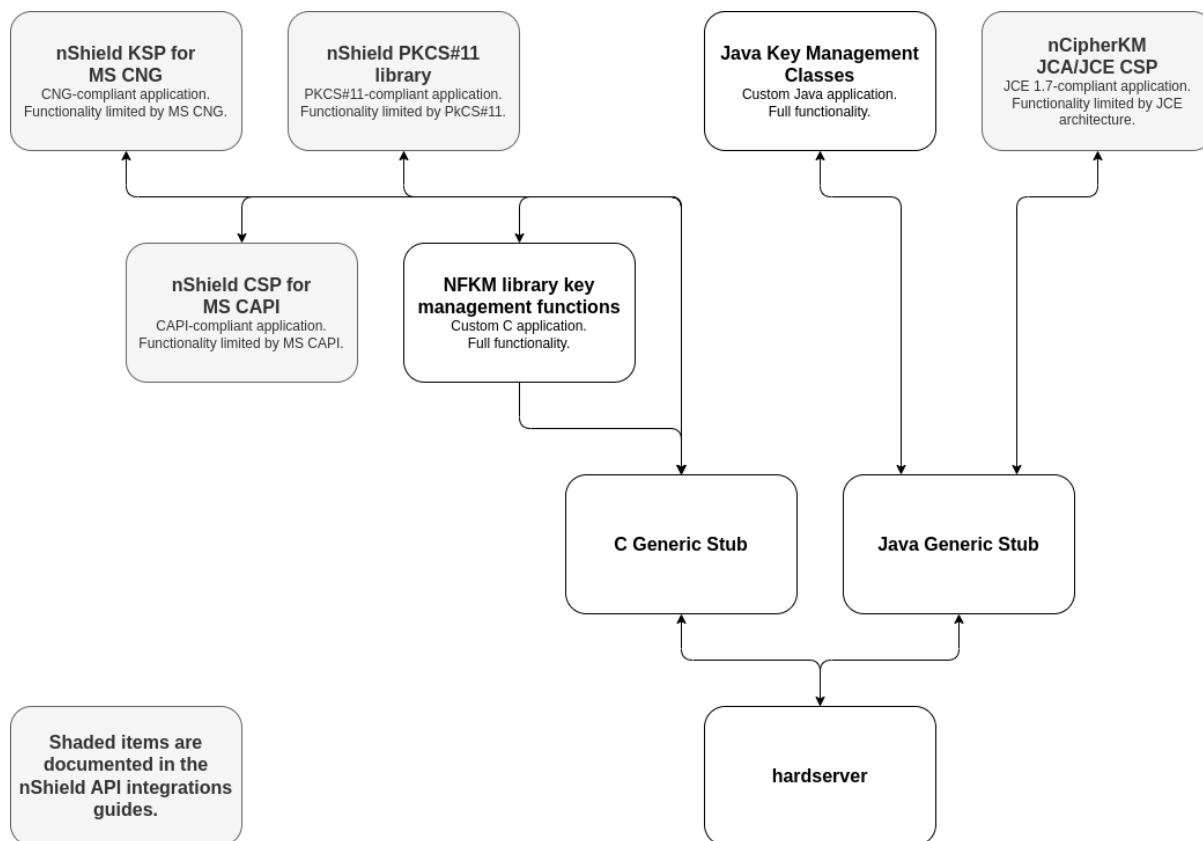 nShield KSP for
MS CNG
CNG-compliant application.
Functionality limited by MS CNG.
nShield PKCS#11
library
PKCS#11-compliant application.
Functionality limited by PkCS#11.
Java Key Management
Classes
Custom Java application.
Full functionality.
nCipherKM
JCA/JCE CSP
JCE 1.7-compliant application.
Functionality limited by JCE
architecture.
nShield CSP for
MS CAPI
CAPI-compliant application.
Functionality limited by MS CAPI.
NFKM library key
management functions
Custom C application.
Full functionality.
C Generic Stub
Java Generic Stub
Shaded items are
documented in the
nShield API integrations
guides.
hardserver